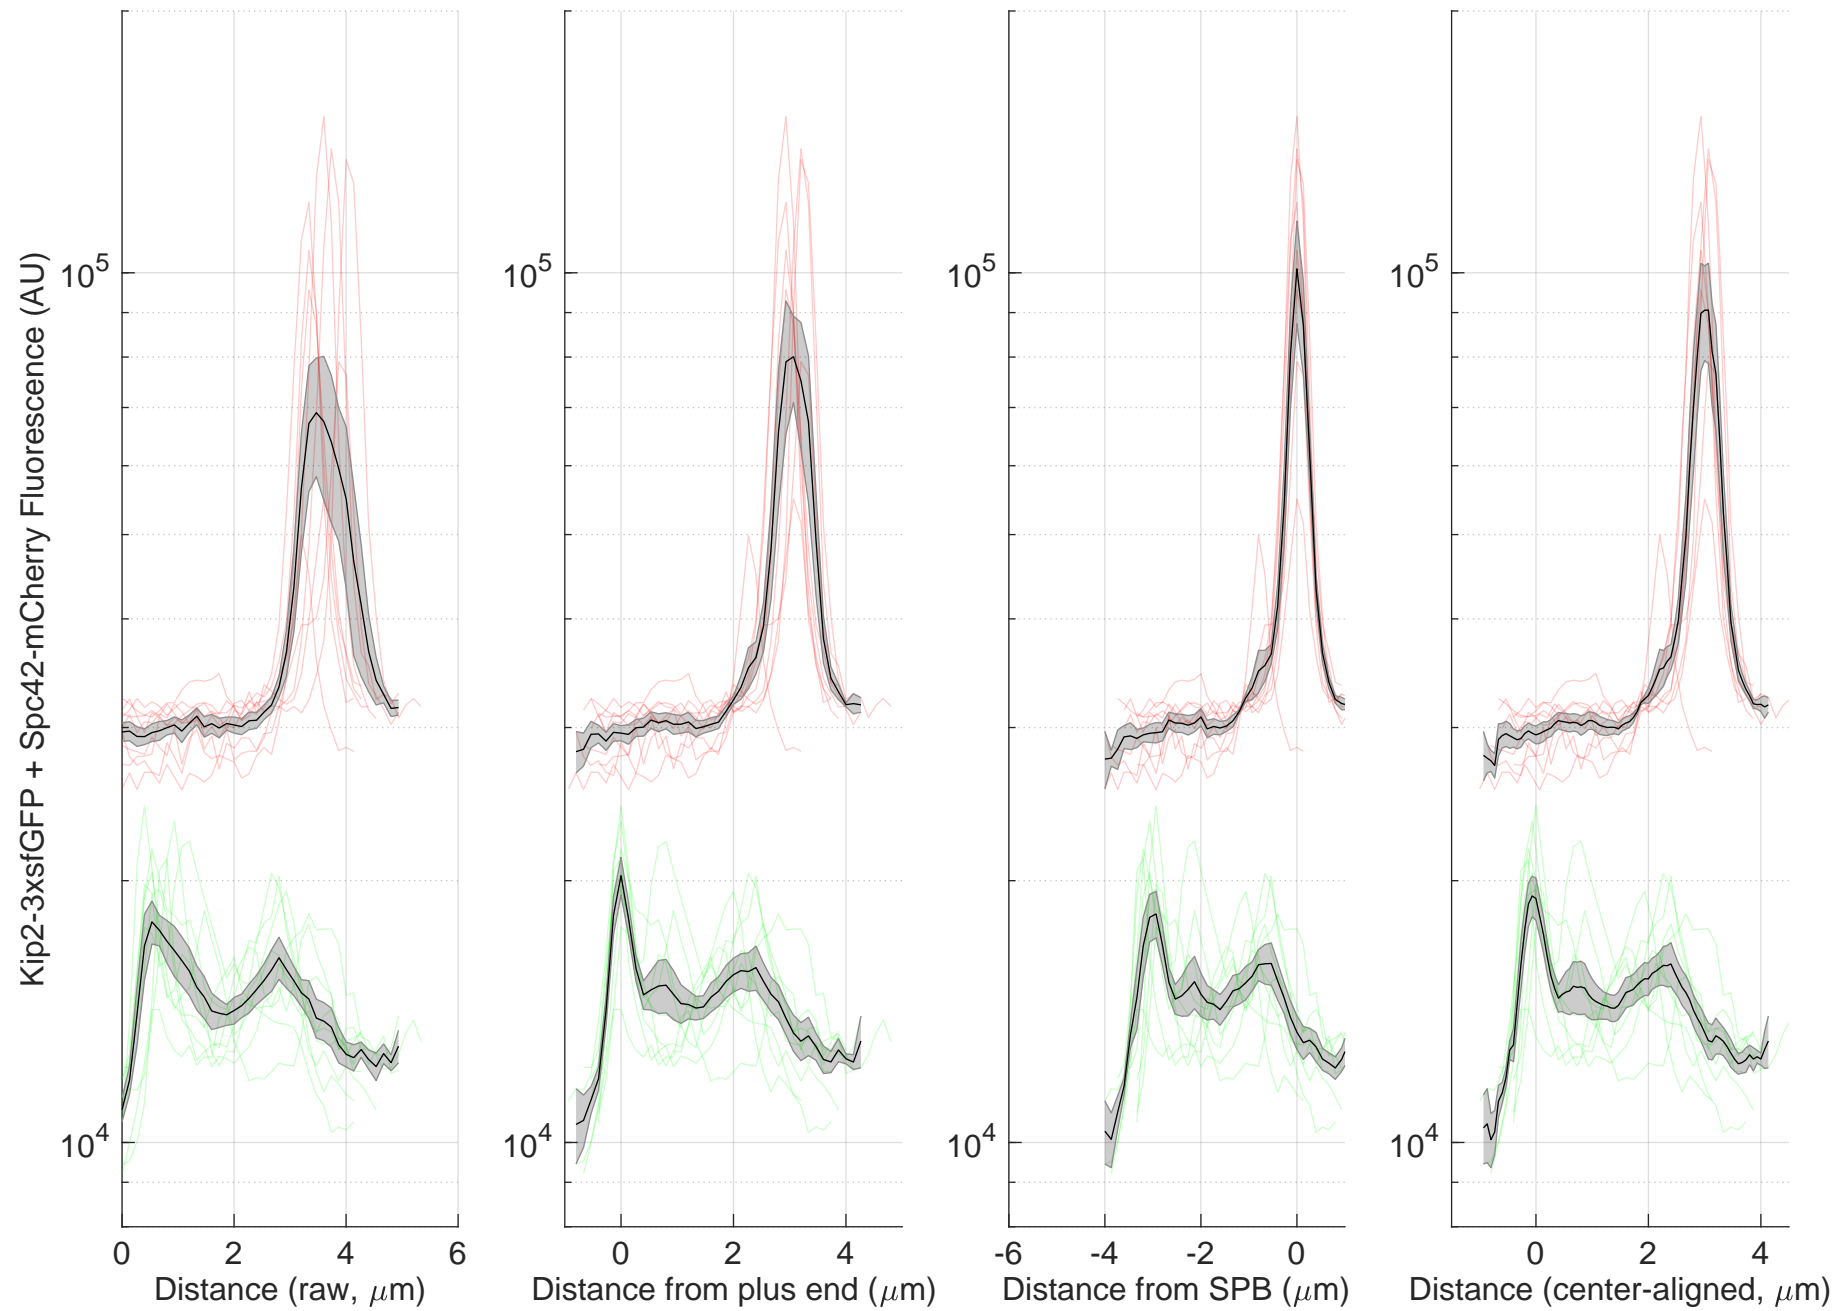 Kip2-3xsfGFP + Spc42-mCherry Fluorescence (AU)
10^5
10^4
0 2 4 6
Distance (raw, μm)
10^5
10^4
0 2 4
Distance from plus end (μm)
10^5
10^4
-6 -4 -2 0
Distance from SPB (μm)
10^5
10^4
0 2 4
Distance (center-aligned, μm)